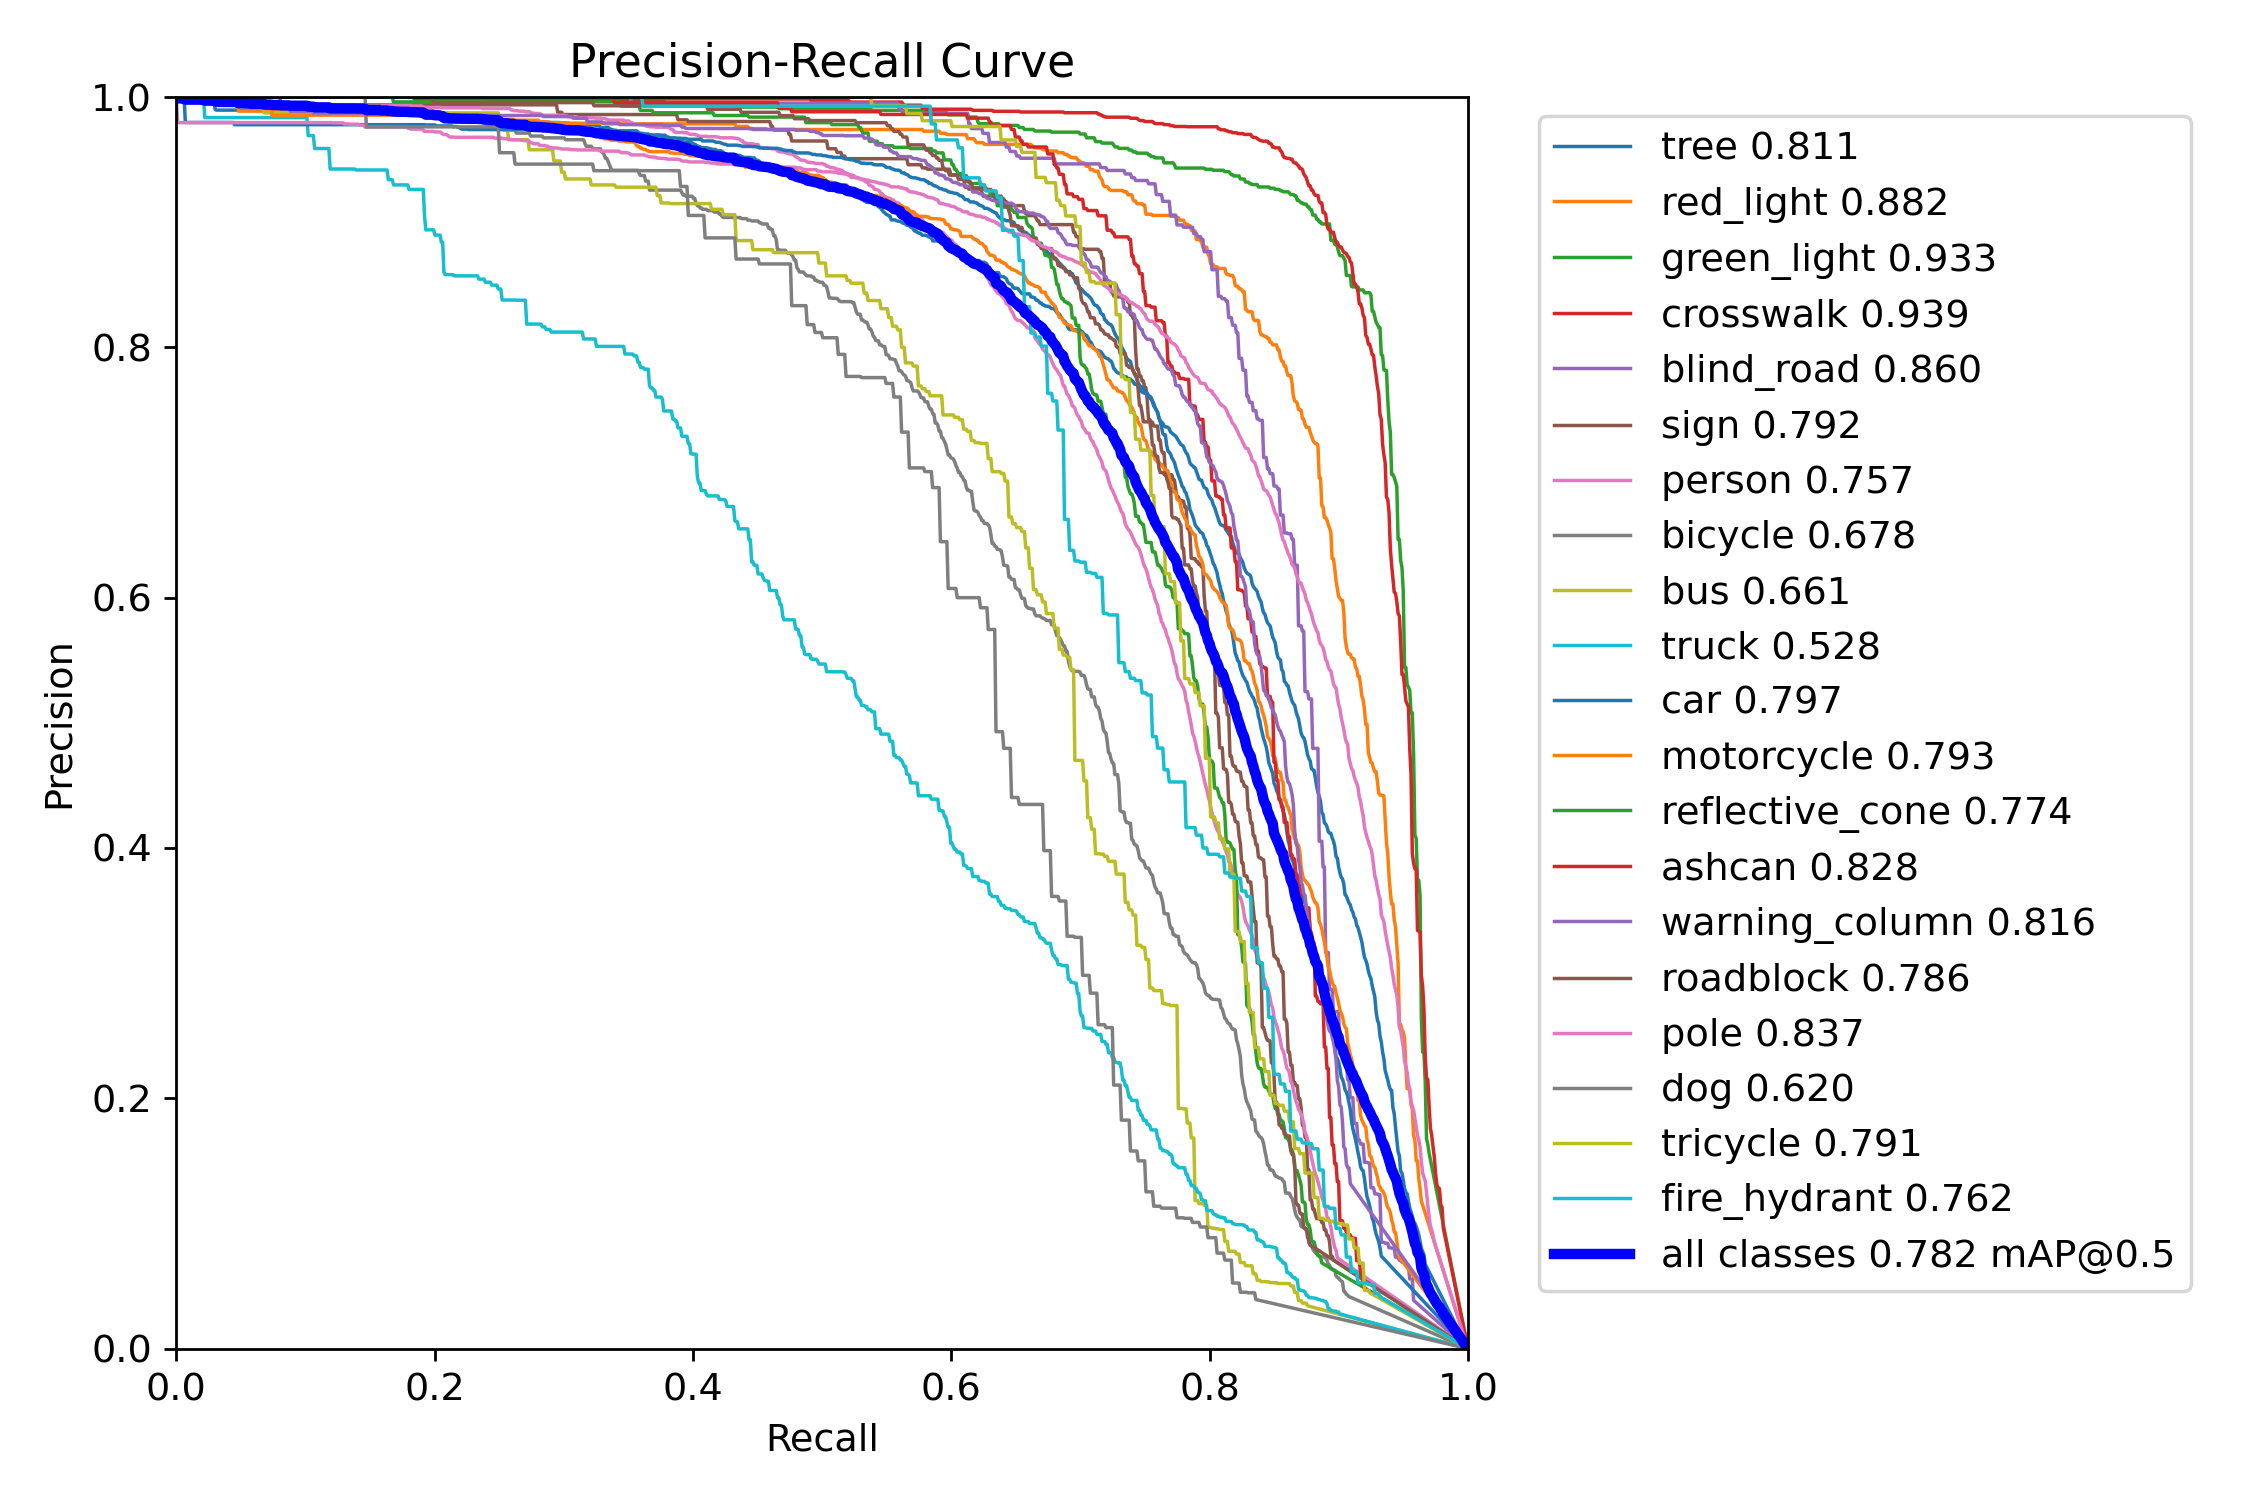 Precision-Recall Curve
1.0
0.8
0.6
0.4
0.2
0.0
Precision
0.0 0.2 0.4 0.6 0.8 1.0
Recall
tree 0.811
red_light 0.882
green_light 0.933
crosswalk 0.939
blind_road 0.860
sign 0.792
person 0.757
bicycle 0.678
bus 0.661
truck 0.528
car 0.797
motorcycle 0.793
reflective_cone 0.774
ashcan 0.828
warning_column 0.816
roadblock 0.786
pole 0.837
dog 0.620
tricycle 0.791
fire_hydrant 0.762
all classes 0.782 mAP@0.5